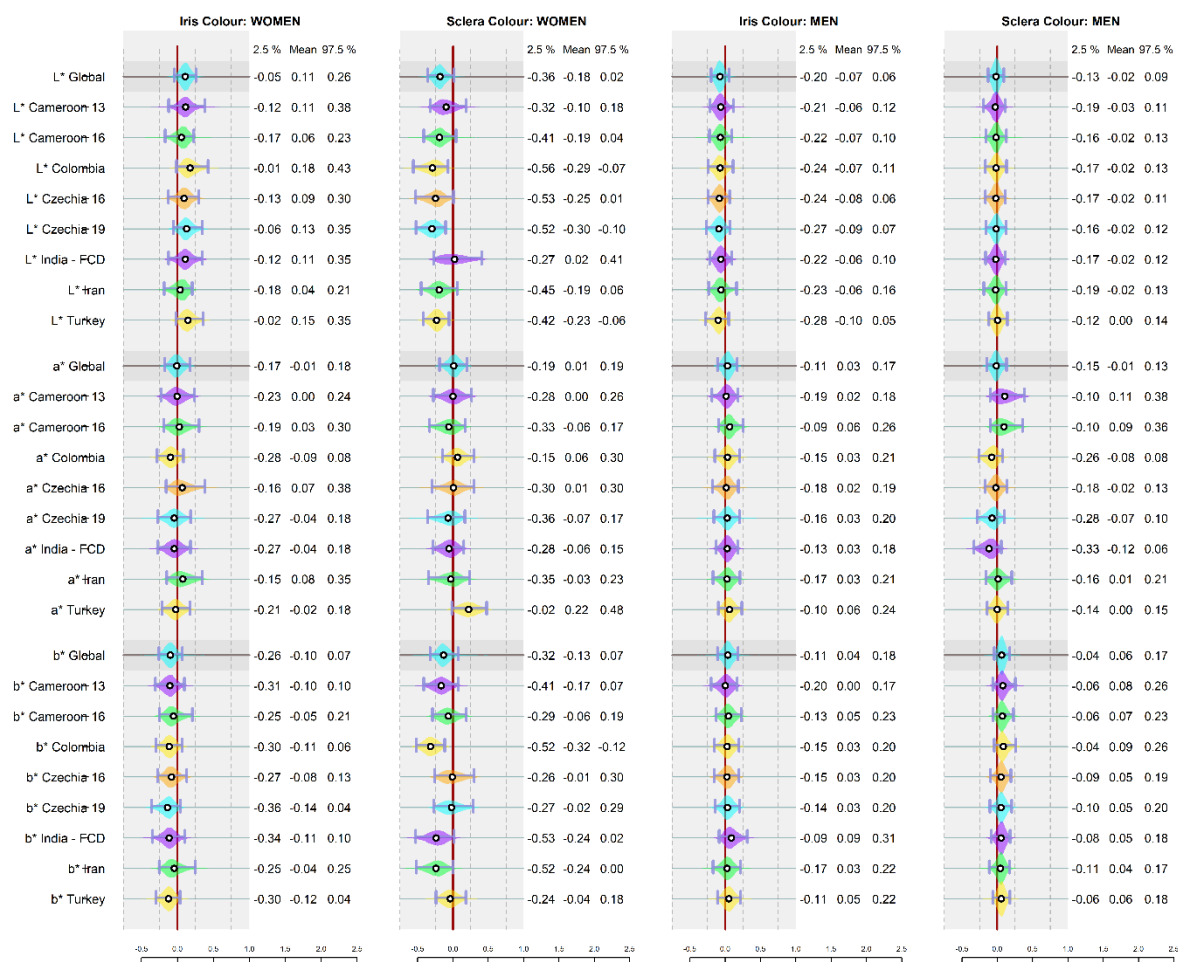 Iris Colour: WOMEN Sclera Colour: WOMEN Iris Colour: MEN Sclera Colour: MEN
2.5 % Mean 97.5 % 2.5 % Mean 97.5 % 2.5 % Mean 97.5 % 2.5 % Mean 97.5 %
L* Global -0.05 0.11 0.26 -0.36 -0.18 0.02 -0.20 -0.07 0.06 -0.13 -0.02 0.09
L* Cameroon 13 -0.12 0.11 0.38 -0.32 -0.10 0.18 -0.21 -0.06 0.12 -0.19 -0.03 0.11
L* Cameroon 16 -0.17 0.06 0.23 -0.41 -0.19 0.04 -0.22 -0.07 0.10 -0.16 -0.02 0.13
L* Colombia -0.01 0.18 0.43 -0.56 -0.29 -0.07 -0.24 -0.07 0.11 -0.17 -0.02 0.13
L* Czechia 16 -0.13 0.09 0.30 -0.53 -0.25 0.01 -0.24 -0.08 0.06 -0.17 -0.02 0.11
L* Czechia 19 -0.06 0.13 0.35 -0.52 -0.30 -0.10 -0.27 -0.09 0.07 -0.16 -0.02 0.12
L* India - FCD -0.12 0.11 0.35 -0.27 0.02 0.41 -0.22 -0.06 0.10 -0.17 -0.02 0.12
L* Iran -0.18 0.04 0.21 -0.45 -0.19 0.06 -0.23 -0.06 0.16 -0.19 -0.02 0.13
L* Turkey -0.02 0.15 0.35 -0.42 -0.23 -0.06 -0.28 -0.10 0.05 -0.12 0.00 0.14
a* Global -0.17 -0.01 0.18 -0.19 0.01 0.19 -0.11 0.03 0.17 -0.15 -0.01 0.13
a* Cameroon 13 -0.23 0.00 0.24 -0.28 0.00 0.26 -0.19 0.02 0.18 -0.10 0.11 0.38
a* Cameroon 16 -0.19 0.03 0.30 -0.33 -0.06 0.17 -0.09 0.06 0.26 -0.10 0.09 0.36
a* Colombia -0.28 -0.09 0.08 -0.15 0.06 0.30 -0.15 0.03 0.21 -0.26 -0.08 0.08
a* Czechia 16 -0.16 0.07 0.38 -0.30 0.01 0.30 -0.18 0.02 0.19 -0.18 -0.02 0.13
a* Czechia 19 -0.27 -0.04 0.18 -0.36 -0.07 0.17 -0.16 0.03 0.20 -0.28 -0.07 0.10
a* India - FCD -0.27 -0.04 0.18 -0.28 -0.06 0.15 -0.13 0.03 0.18 -0.33 -0.12 0.06
a* Iran -0.15 0.08 0.35 -0.35 -0.03 0.23 -0.17 0.03 0.21 -0.16 0.01 0.21
a* Turkey -0.21 -0.02 0.18 -0.02 0.22 0.48 -0.10 0.06 0.24 -0.14 0.00 0.15
b* Global -0.26 -0.10 0.07 -0.32 -0.13 0.07 -0.11 0.04 0.18 -0.04 0.06 0.17
b* Cameroon 13 -0.31 -0.10 0.10 -0.41 -0.17 0.07 -0.20 0.00 0.17 -0.06 0.08 0.26
b* Cameroon 16 -0.25 -0.05 0.21 -0.29 -0.06 0.19 -0.13 0.05 0.23 -0.06 0.07 0.23
b* Colombia -0.30 -0.11 0.06 -0.52 -0.32 -0.12 -0.15 0.03 0.20 -0.04 0.09 0.26
b* Czechia 16 -0.27 -0.08 0.13 -0.26 -0.01 0.30 -0.15 0.03 0.20 -0.09 0.05 0.19
b* Czechia 19 -0.36 -0.14 0.04 -0.27 -0.02 0.29 -0.14 0.03 0.20 -0.10 0.05 0.20
b* India - FCD -0.34 -0.11 0.10 -0.53 -0.24 0.02 -0.09 0.09 0.31 -0.08 0.05 0.18
b* Iran -0.25 -0.04 0.25 -0.52 -0.24 0.00 -0.17 0.03 0.22 -0.11 0.04 0.17
b* Turkey -0.30 -0.12 0.04 -0.24 -0.04 0.18 -0.11 0.05 0.22 -0.06 0.06 0.18
-0.5 0.0 0.5 1.0 1.5 2.0 2.5 -0.5 0.0 0.5 1.0 1.5 2.0 2.5 -0.5 0.0 0.5 1.0 1.5 2.0 2.5 -0.5 0.0 0.5 1.0 1.5 2.0 2.5